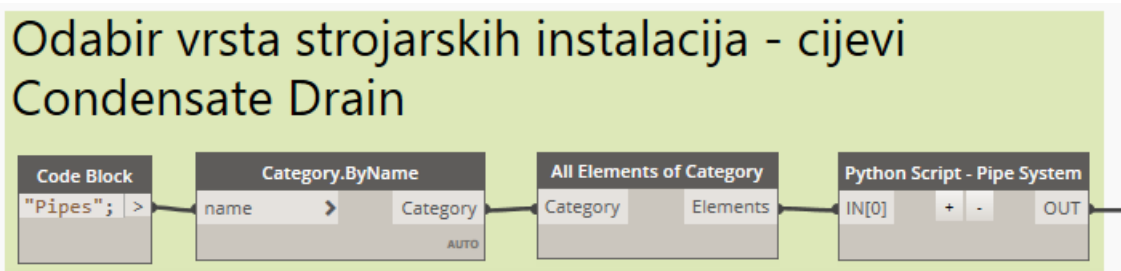 Odabir vrsta strojarskih instalacija - cijevi
Condensate Drain
Code Block
"Pipes"; >
Category.ByName
name > Category
AUTO
All Elements of Category
Category Elements
Python Script - Pipe System
IN[0] + - OUT